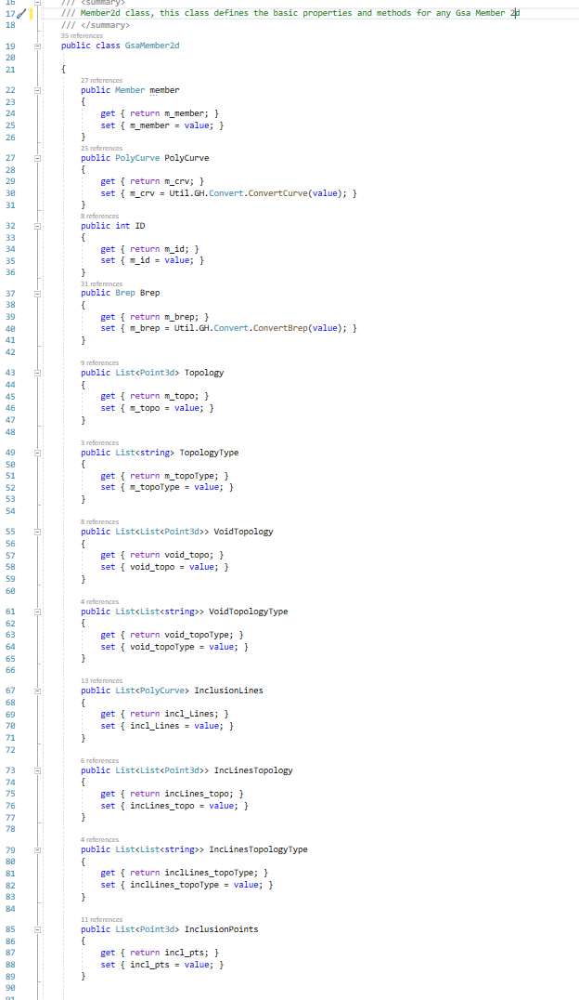 16 /// <summary>
17 /// Member2d class, this class defines the basic properties and methods for any Gsa Member 2d
18 /// </summary>
35 references
19 public class GsaMember2d
20
21 {
27 references
22 public Member member
23 {
24 get { return m_member; }
25 set { m_member = value; }
26 }
25 references
27 public PolyCurve PolyCurve
28 {
29 get { return m_crv; }
30 set { m_crv = Util.GH.Convert.ConvertCurve(value); }
31 }
8 references
32 public int ID
33 {
34 get { return m_id; }
35 set { m_id = value; }
36 }
31 references
37 public Brep Brep
38 {
39 get { return m_brep; }
40 set { m_brep = Util.GH.Convert.ConvertBrep(value); }
41 }
42
9 references
43 public List<Point3d> Topology
44 {
45 get { return m_topo; }
46 set { m_topo = value; }
47 }
48
3 references
49 public List<string> TopologyType
50 {
51 get { return m_topoType; }
52 set { m_topoType = value; }
53 }
54
8 references
55 public List<List<Point3d>> VoidTopology
56 {
57 get { return void_topo; }
58 set { void_topo = value; }
59 }
60
4 references
61 public List<List<string>> VoidTopologyType
62 {
63 get { return void_topoType; }
64 set { void_topoType = value; }
65 }
66
13 references
67 public List<PolyCurve> InclusionLines
68 {
69 get { return incl_Lines; }
70 set { incl_Lines = value; }
71 }
72
6 references
73 public List<List<Point3d>> IncLinesTopology
74 {
75 get { return incLines_topo; }
76 set { incLines_topo = value; }
77 }
78
4 references
79 public List<List<string>> IncLinesTopologyType
80 {
81 get { return inclLines_topoType; }
82 set { inclLines_topoType = value; }
83 }
84
11 references
85 public List<Point3d> InclusionPoints
86 {
87 get { return incl_pts; }
88 set { incl_pts = value; }
89 }
90
91